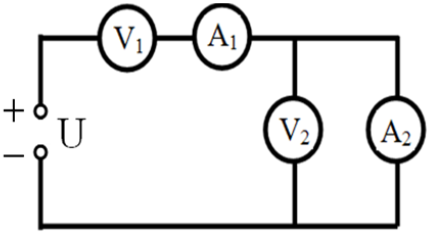 V₁ A₁
+ U V₂ A₂
−